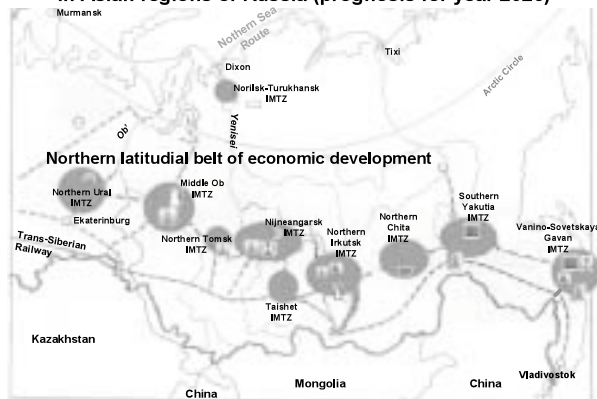 in Asian regions of Russia (prognosis for year 2020)
Murmansk
Nothern Sea
Route
Tixi
Dixon
Arctic Circle
Norilsk-Turukhansk
IMTZ
Ob'
Yenisei
Northern latitudial belt of economic development
Northern Ural
IMTZ
Middle Ob
IMTZ
Southern
Yakutia
IMTZ
Ekaterinburg
Nijneangarsk
IMTZ
Northern
Chita
IMTZ
Vanino-Sovetskaya
Gavan
IMTZ
Northern Tomsk
IMTZ
Northern
Irkutsk
IMTZ
Trans-Siberian
Railway
Taishet
IMTZ
Kazakhstan
Mongolia
China
China
Vladivostok